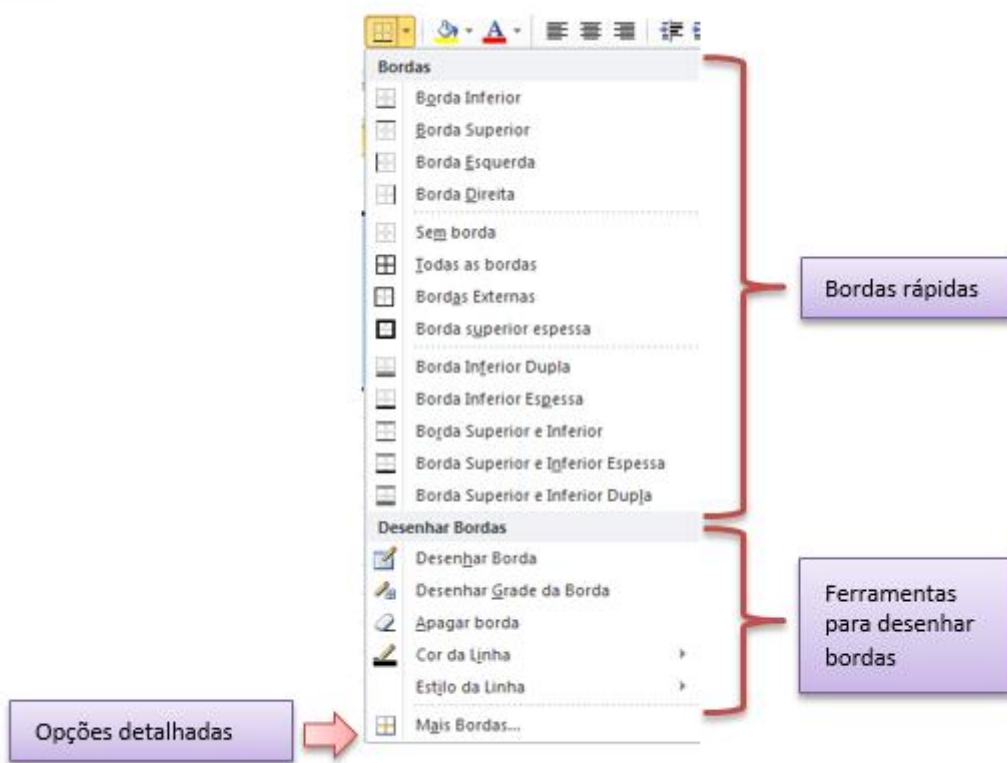 A
Bordas
Borda Inferior
Borda Superior
Borda Esquerda
Borda Direita
Sem borda
Todas as bordas
Bordas Externas
Borda superior espessa
Borda Inferior Dupla
Borda Inferior Espessa
Borda Superior e Inferior
Borda Superior e Inferior Espessa
Borda Superior e Inferior Dupla
Bordas rápidas
Desenhar Bordas
Desenhar Borda
Desenhar Grade da Borda
Apagar borda
Cor da Linha
Estilo da Linha
Ferramentas
para desenhar
bordas
Mais Bordas...
Opções detalhadas